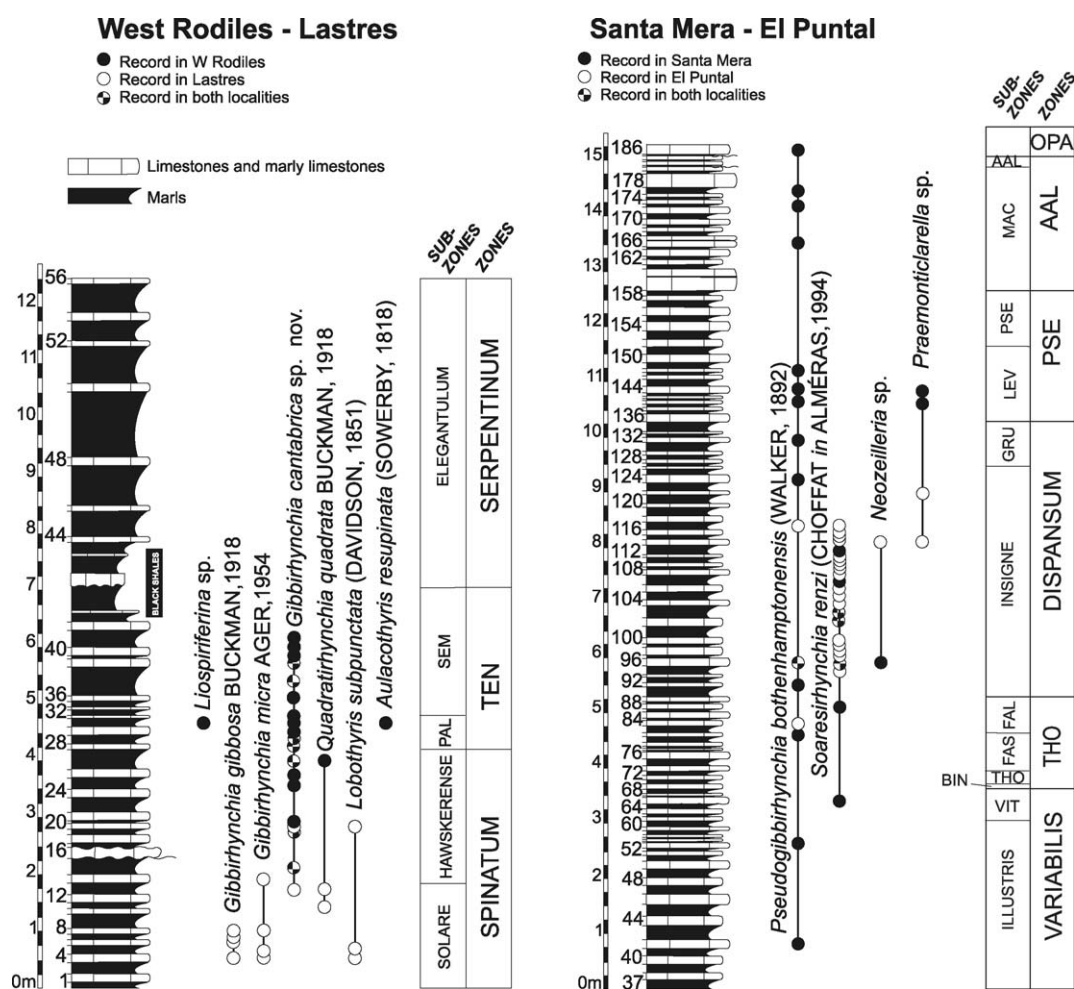 West Rodiles - Lastres
Record in W Rodiles
Record in Lastres
Record in both localities
Limestones and marly limestones
Marls
SUB-
ZONES
ZONES
12
11
10
9
8
7
6
5
4
3
2
1
0m
56
52
48
44
40
36
32
28
24
20
16
12
8
4
1
BLACK SHALES
Liospiriferina sp.
Gibbirhynchia gibbosa BUCKMAN,1918
Gibbirhynchia micra AGER,1954
Gibbirhynchia cantabrica sp. nov.
Quadratirhynchia quadrata BUCKMAN, 1918
Lobothyris subpunctata (DAVIDSON, 1851)
Aulacothyris resupinata (SOWERBY, 1818)
ELEGANTULUM
SEM
PAL
HAWSKERENSE
SOLARE
SERPENTINUM
TEN
SPINATUM
Santa Mera - El Puntal
Record in Santa Mera
Record in El Puntal
Record in both localities
SUB-
ZONES
ZONES
15
14
13
12
11
10
9
8
7
6
5
4
3
2
1
0m
186
178
174
170
166
162
158
154
150
144
136
132
128
124
120
116
112
108
104
100
96
92
88
84
76
72
68
64
60
52
48
44
40
37
Pseudogibbirhynchia bothenhamptonensis (WALKER, 1892)
Soaresirhynchia renzi (CHOFFAT in ALMÉRAS,1994)
Neozeilleria sp.
Praemonticlarella sp.
AAL
MAC
PSE
LEV
GRU
INSIGNE
FAL
FAS
THO
BIN
VIT
ILLUSTRIS
OPA
AAL
PSE
DISPANSUM
THO
VARIABILIS